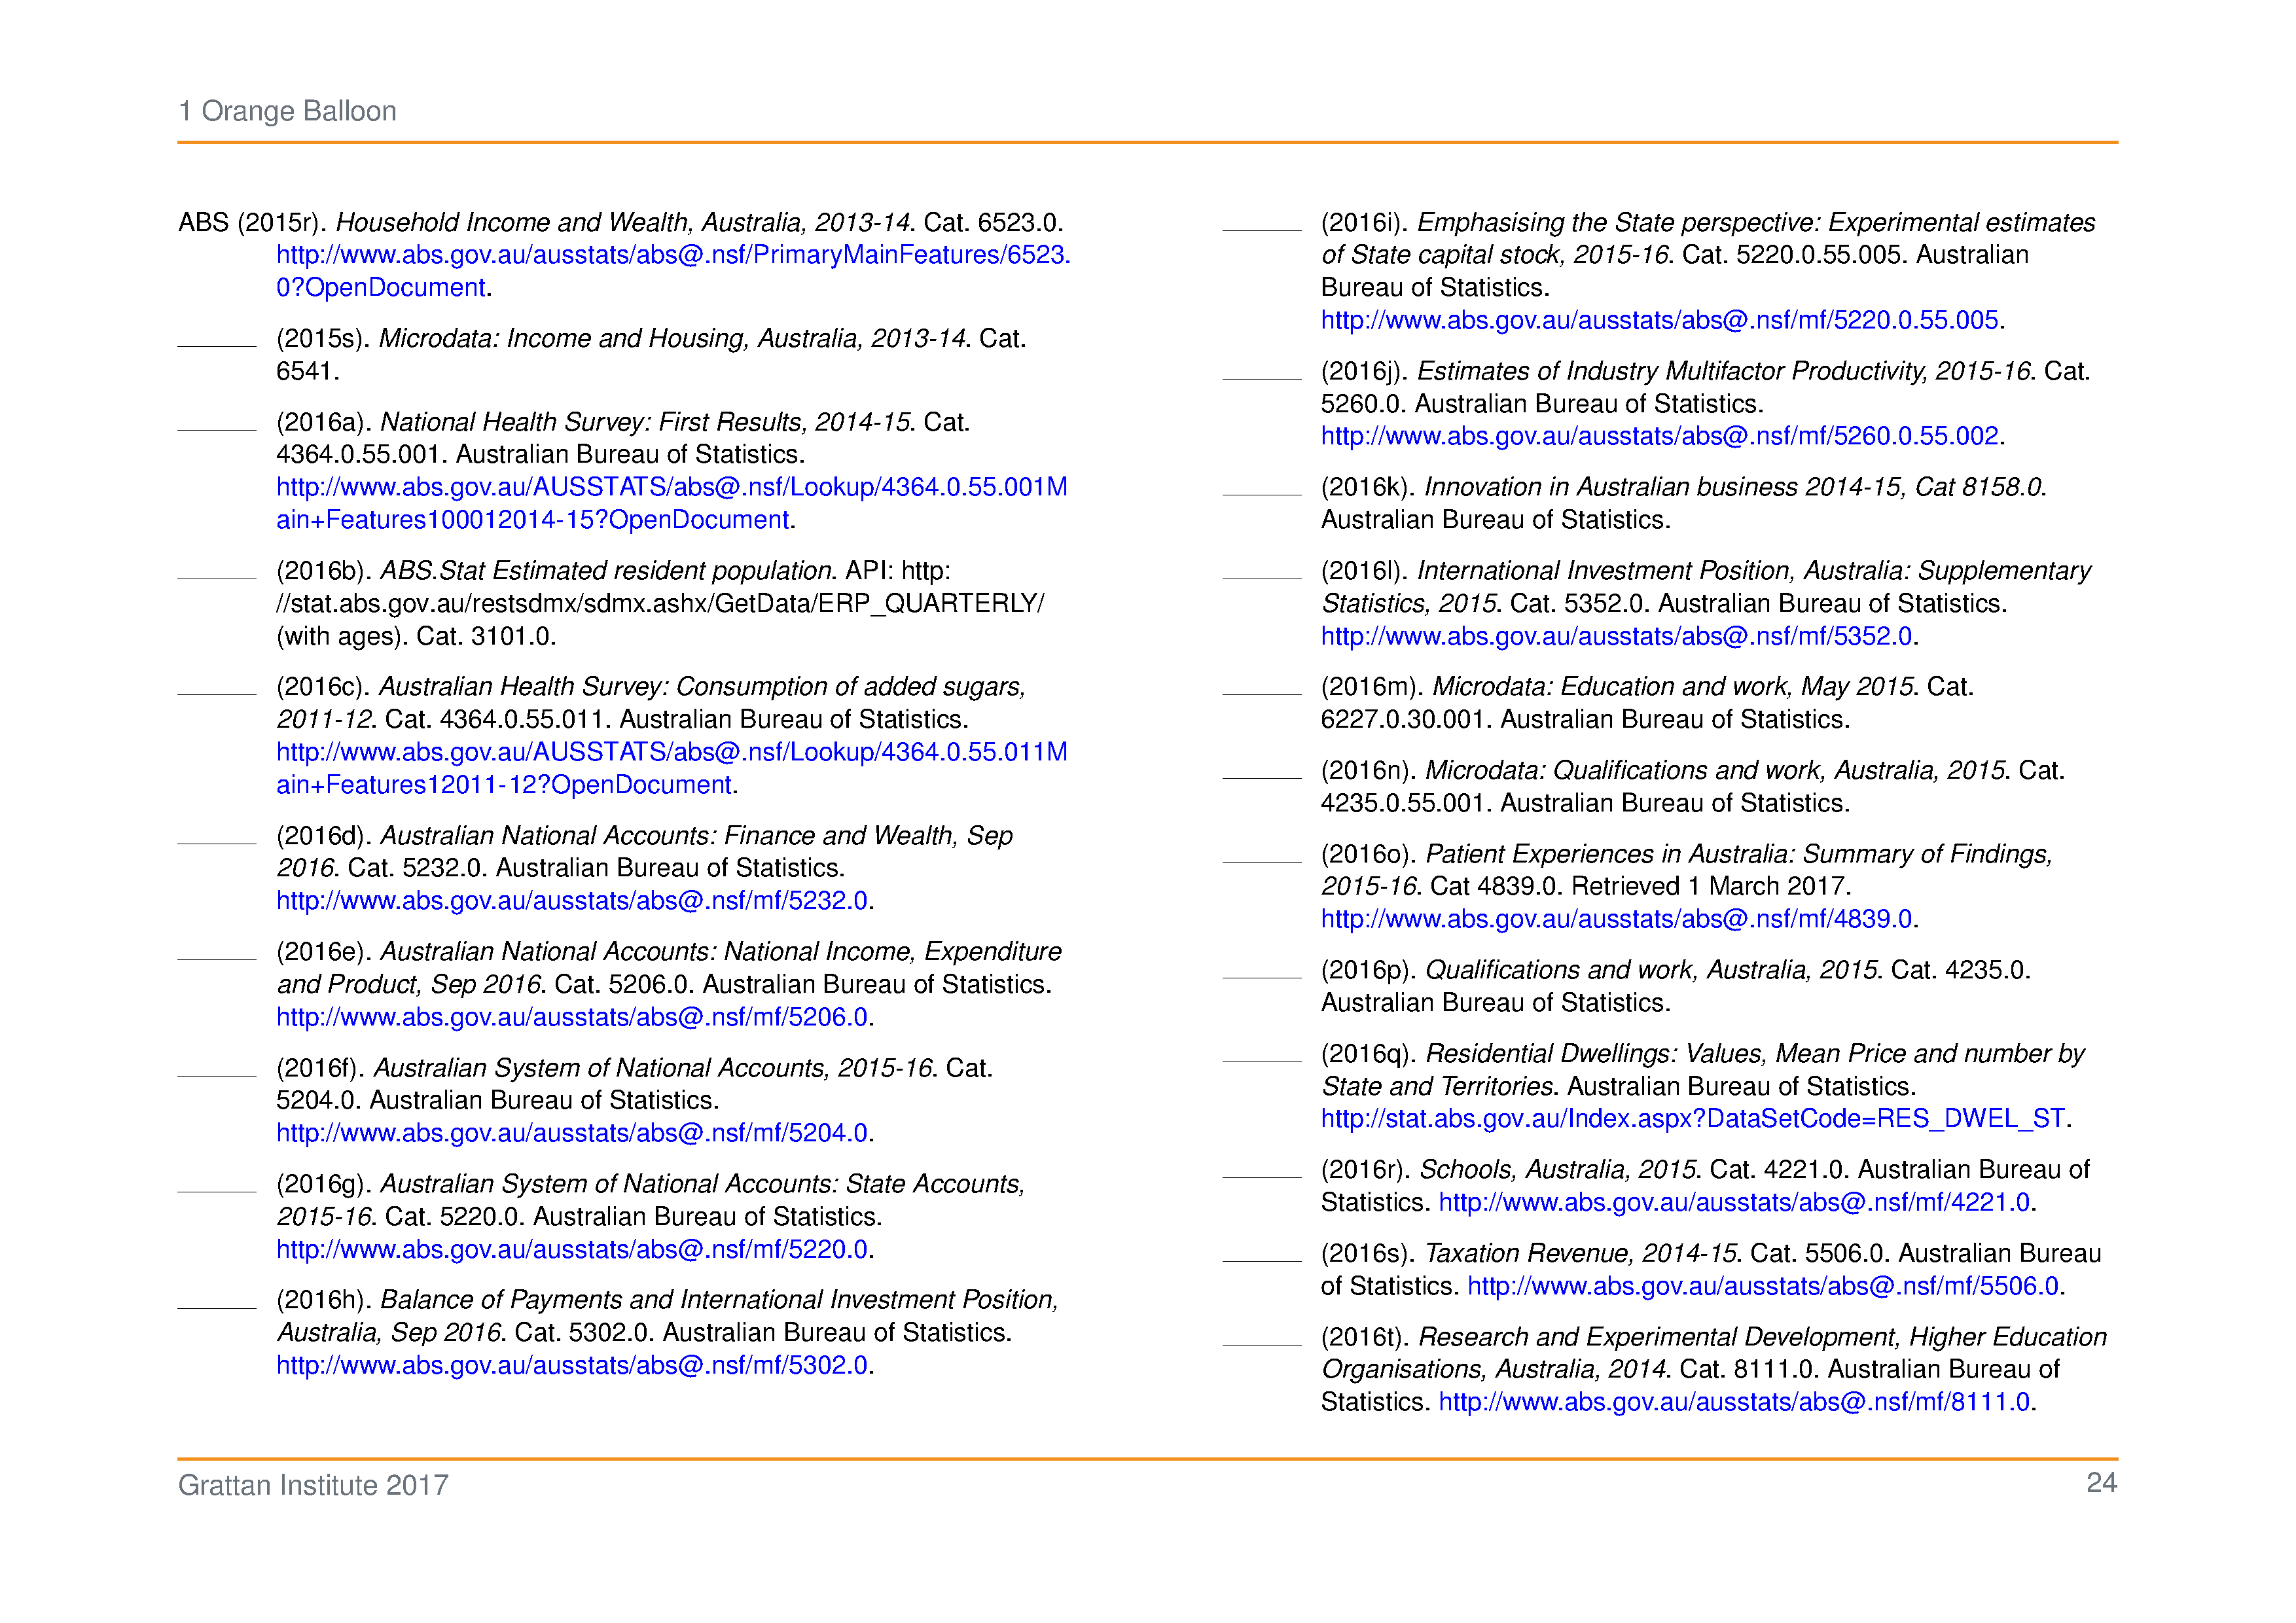 1 Orange Balloon
ABS (2015r). Household Income and Wealth, Australia, 2013-14. Cat. 6523.0.
http://www.abs.gov.au/ausstats/abs@.nsf/PrimaryMainFeatures/6523.
0?OpenDocument.
(2015s). Microdata: Income and Housing, Australia, 2013-14. Cat.
6541.
(2016a). National Health Survey: First Results, 2014-15. Cat.
4364.0.55.001. Australian Bureau of Statistics.
http://www.abs.gov.au/AUSSTATS/abs@.nsf/Lookup/4364.0.55.001M
ain+Features100012014-15?OpenDocument.
(2016b). ABS.Stat Estimated resident population. API: http:
//stat.abs.gov.au/restsdmx/sdmx.ashx/GetData/ERP_QUARTERLY/
(with ages). Cat. 3101.0.
(2016c). Australian Health Survey: Consumption of added sugars,
2011-12. Cat. 4364.0.55.011. Australian Bureau of Statistics.
http://www.abs.gov.au/AUSSTATS/abs@.nsf/Lookup/4364.0.55.011M
ain+Features12011-12?OpenDocument.
(2016d). Australian National Accounts: Finance and Wealth, Sep
2016. Cat. 5232.0. Australian Bureau of Statistics.
http://www.abs.gov.au/ausstats/abs@.nsf/mf/5232.0.
(2016e). Australian National Accounts: National Income, Expenditure
and Product, Sep 2016. Cat. 5206.0. Australian Bureau of Statistics.
http://www.abs.gov.au/ausstats/abs@.nsf/mf/5206.0.
(2016f). Australian System of National Accounts, 2015-16. Cat.
5204.0. Australian Bureau of Statistics.
http://www.abs.gov.au/ausstats/abs@.nsf/mf/5204.0.
(2016g). Australian System of National Accounts: State Accounts,
2015-16. Cat. 5220.0. Australian Bureau of Statistics.
http://www.abs.gov.au/ausstats/abs@.nsf/mf/5220.0.
(2016h). Balance of Payments and International Investment Position,
Australia, Sep 2016. Cat. 5302.0. Australian Bureau of Statistics.
http://www.abs.gov.au/ausstats/abs@.nsf/mf/5302.0.
(2016i). Emphasising the State perspective: Experimental estimates
of State capital stock, 2015-16. Cat. 5220.0.55.005. Australian
Bureau of Statistics.
http://www.abs.gov.au/ausstats/abs@.nsf/mf/5220.0.55.005.
(2016j). Estimates of Industry Multifactor Productivity, 2015-16. Cat.
5260.0. Australian Bureau of Statistics.
http://www.abs.gov.au/ausstats/abs@.nsf/mf/5260.0.55.002.
(2016k). Innovation in Australian business 2014-15, Cat 8158.0.
Australian Bureau of Statistics.
(2016l). International Investment Position, Australia: Supplementary
Statistics, 2015. Cat. 5352.0. Australian Bureau of Statistics.
http://www.abs.gov.au/ausstats/abs@.nsf/mf/5352.0.
(2016m). Microdata: Education and work, May 2015. Cat.
6227.0.30.001. Australian Bureau of Statistics.
(2016n). Microdata: Qualifications and work, Australia, 2015. Cat.
4235.0.55.001. Australian Bureau of Statistics.
(2016o). Patient Experiences in Australia: Summary of Findings,
2015-16. Cat 4839.0. Retrieved 1 March 2017.
http://www.abs.gov.au/ausstats/abs@.nsf/mf/4839.0.
(2016p). Qualifications and work, Australia, 2015. Cat. 4235.0.
Australian Bureau of Statistics.
(2016q). Residential Dwellings: Values, Mean Price and number by
State and Territories. Australian Bureau of Statistics.
http://stat.abs.gov.au/Index.aspx?DataSetCode=RES_DWEL_ST.
(2016r). Schools, Australia, 2015. Cat. 4221.0. Australian Bureau of
Statistics. http://www.abs.gov.au/ausstats/abs@.nsf/mf/4221.0.
(2016s). Taxation Revenue, 2014-15. Cat. 5506.0. Australian Bureau
of Statistics. http://www.abs.gov.au/ausstats/abs@.nsf/mf/5506.0.
(2016t). Research and Experimental Development, Higher Education
Organisations, Australia, 2014. Cat. 8111.0. Australian Bureau of
Statistics. http://www.abs.gov.au/ausstats/abs@.nsf/mf/8111.0.
Grattan Institute 2017
24